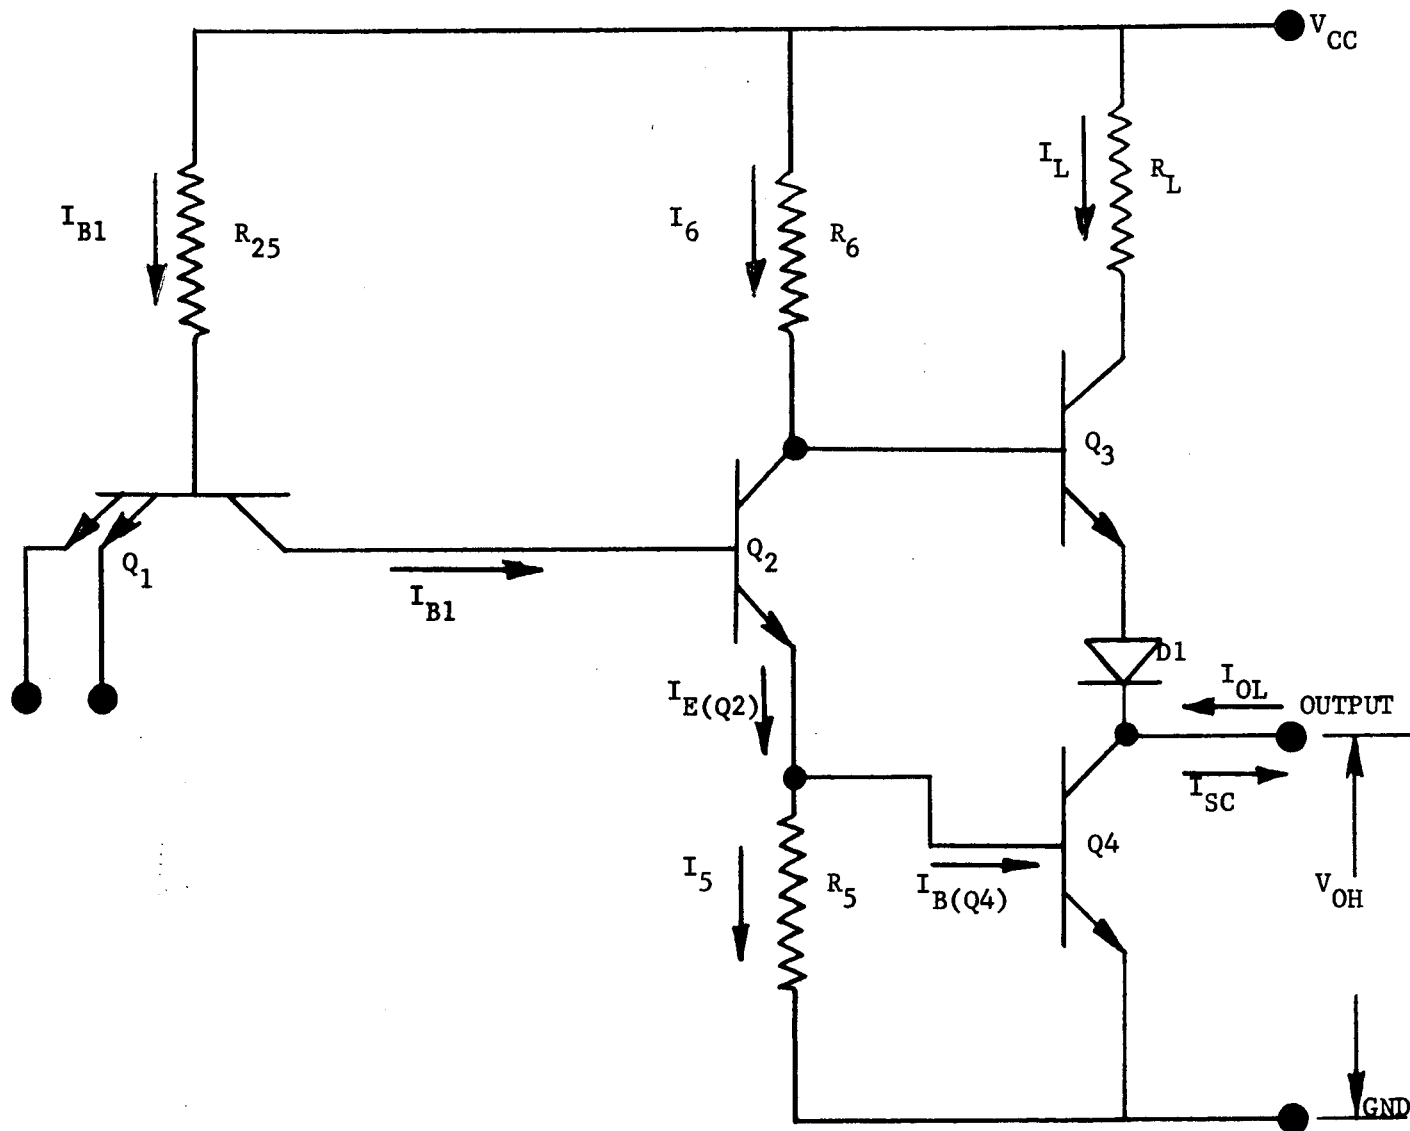 V_CC
I_B1
R_25
I_6
R_6
I_L
R_L
Q_1
I_B1
Q_2
Q_3
D1
I_E(Q2)
I_OL
OUTPUT
I_SC
I_5
R_5
I_B(Q4)
Q4
V_OH
GND